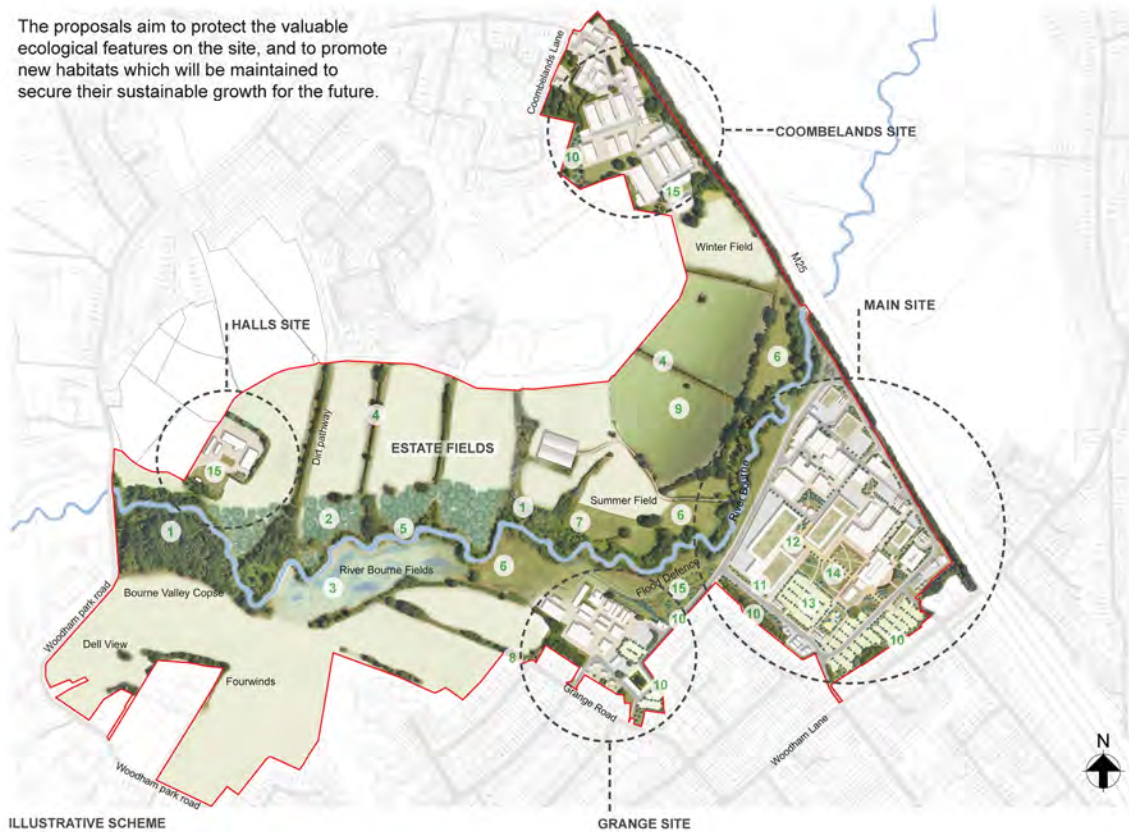 The proposals aim to protect the valuable
ecological features on the site, and to promote
new habitats which will be maintained to
secure their sustainable growth for the future.
Coombelands Lane
COOMBELANDS SITE
10
15
Winter Field
M25
MAIN SITE
HALLS SITE
6
4
9
4
Dirt pathway
ESTATE FIELDS
15
Summer Field
River Bourne
1
2
5
1
7
6
12
River Bourne Fields
6
Flood Defence
14
3
15
11
13
Bourne Valley Copse
10
10
10
Woodham park road
Dell View
8
Fourwinds
10
Grange Road
Woodham Lane
Woodham park road
N
ILLUSTRATIVE SCHEME
GRANGE SITE